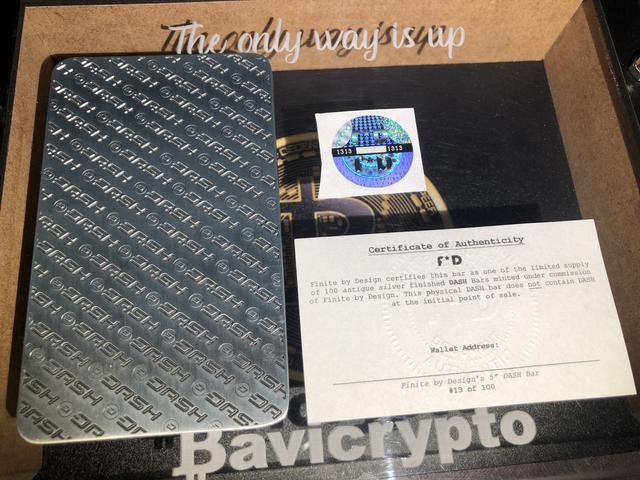 The only way is up
DASH DASH DASH
1313 1313
F*D
Certificate of Authenticity
F*D
Finite by Design certifies this bar as one of the limited supply
of 100 antique silver finished DASH Bars minted under commission
of Finite by Design. This physical DASH bar does not contain DASH
at the initial point of sale.
Wallet Address:
Finite by Design's 5" DASH Bar
#13 of 100
Bavicrypto